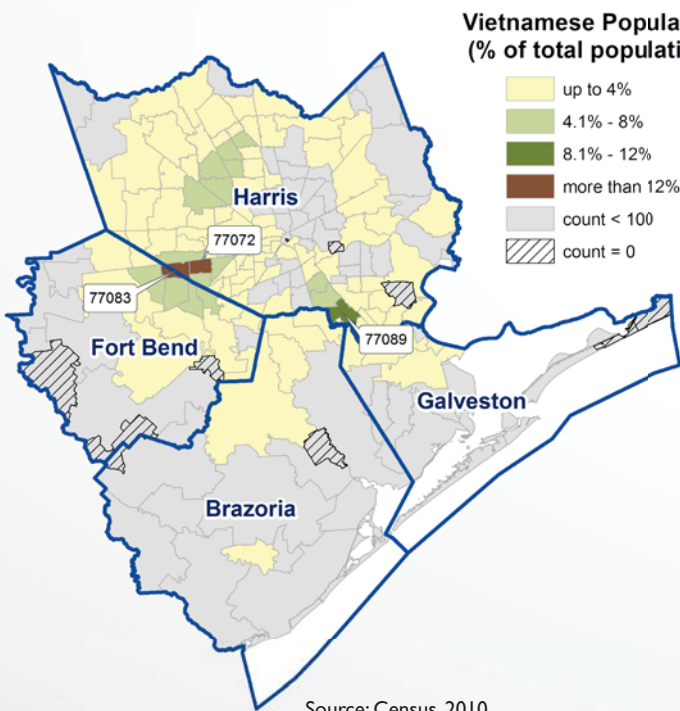 Vietnamese Popula
(% of total populati
up to 4%
4.1% - 8%
8.1% - 12%
more than 12%
count < 100
count = 0
Harris
77072
77083
77089
Fort Bend
Galveston
Brazoria
Source: Census, 2010